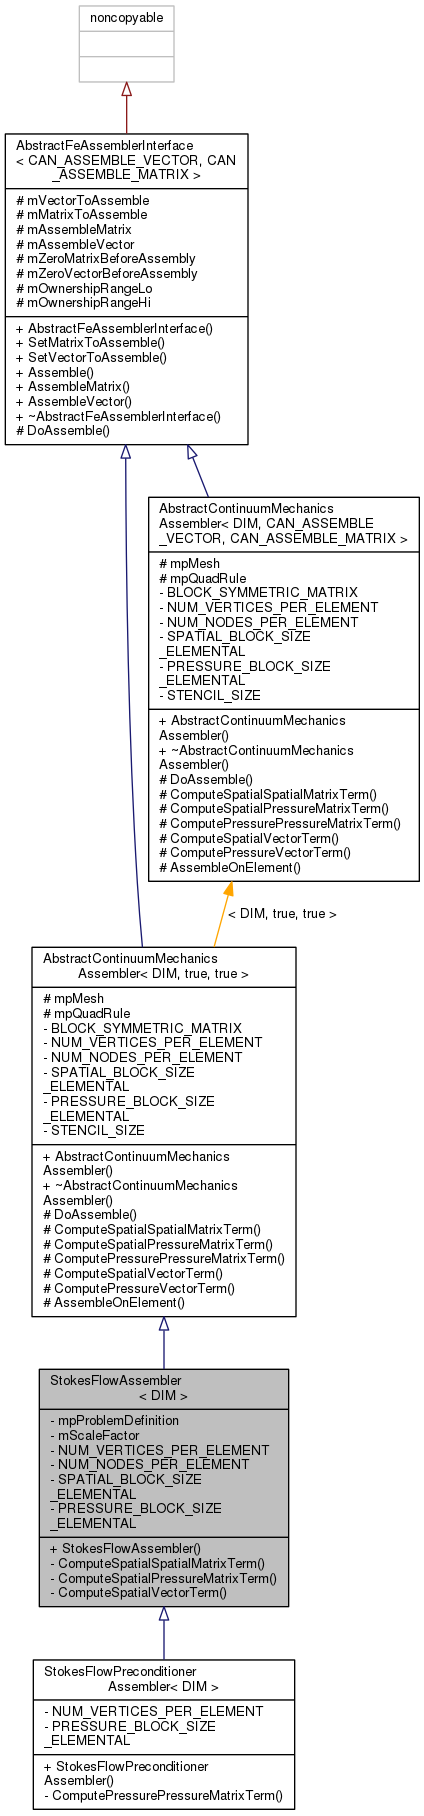 noncopyable
AbstractFeAssemblerInterface
< CAN_ASSEMBLE_VECTOR, CAN
_ASSEMBLE_MATRIX >
# mVectorToAssemble
# mMatrixToAssemble
# mAssembleMatrix
# mAssembleVector
# mZeroMatrixBeforeAssembly
# mZeroVectorBeforeAssembly
# mOwnershipRangeLo
# mOwnershipRangeHi
+ AbstractFeAssemblerInterface()
+ SetMatrixToAssemble()
+ SetVectorToAssemble()
+ Assemble()
+ AssembleMatrix()
+ AssembleVector()
+ ~AbstractFeAssemblerInterface()
# DoAssemble()
AbstractContinuumMechanics
Assembler< DIM, CAN_ASSEMBLE
_VECTOR, CAN_ASSEMBLE_MATRIX >
# mpMesh
# mpQuadRule
- BLOCK_SYMMETRIC_MATRIX
- NUM_VERTICES_PER_ELEMENT
- NUM_NODES_PER_ELEMENT
- SPATIAL_BLOCK_SIZE
_ELEMENTAL
- PRESSURE_BLOCK_SIZE
_ELEMENTAL
- STENCIL_SIZE
+ AbstractContinuumMechanics
Assembler()
+ ~AbstractContinuumMechanics
Assembler()
# DoAssemble()
# ComputeSpatialSpatialMatrixTerm()
# ComputeSpatialPressureMatrixTerm()
# ComputePressurePressureMatrixTerm()
# ComputeSpatialVectorTerm()
# ComputePressureVectorTerm()
# AssembleOnElement()
< DIM, true, true >
AbstractContinuumMechanics
Assembler< DIM, true, true >
# mpMesh
# mpQuadRule
- BLOCK_SYMMETRIC_MATRIX
- NUM_VERTICES_PER_ELEMENT
- NUM_NODES_PER_ELEMENT
- SPATIAL_BLOCK_SIZE
_ELEMENTAL
- PRESSURE_BLOCK_SIZE
_ELEMENTAL
- STENCIL_SIZE
+ AbstractContinuumMechanics
Assembler()
+ ~AbstractContinuumMechanics
Assembler()
# DoAssemble()
# ComputeSpatialSpatialMatrixTerm()
# ComputeSpatialPressureMatrixTerm()
# ComputePressurePressureMatrixTerm()
# ComputeSpatialVectorTerm()
# ComputePressureVectorTerm()
# AssembleOnElement()
StokesFlowAssembler
< DIM >
- mpProblemDefinition
- mScaleFactor
- NUM_VERTICES_PER_ELEMENT
- NUM_NODES_PER_ELEMENT
- SPATIAL_BLOCK_SIZE
_ELEMENTAL
- PRESSURE_BLOCK_SIZE
_ELEMENTAL
+ StokesFlowAssembler()
- ComputeSpatialSpatialMatrixTerm()
- ComputeSpatialPressureMatrixTerm()
- ComputeSpatialVectorTerm()
StokesFlowPreconditioner
Assembler< DIM >
- NUM_VERTICES_PER_ELEMENT
- PRESSURE_BLOCK_SIZE
_ELEMENTAL
+ StokesFlowPreconditioner
Assembler()
- ComputePressurePressureMatrixTerm()